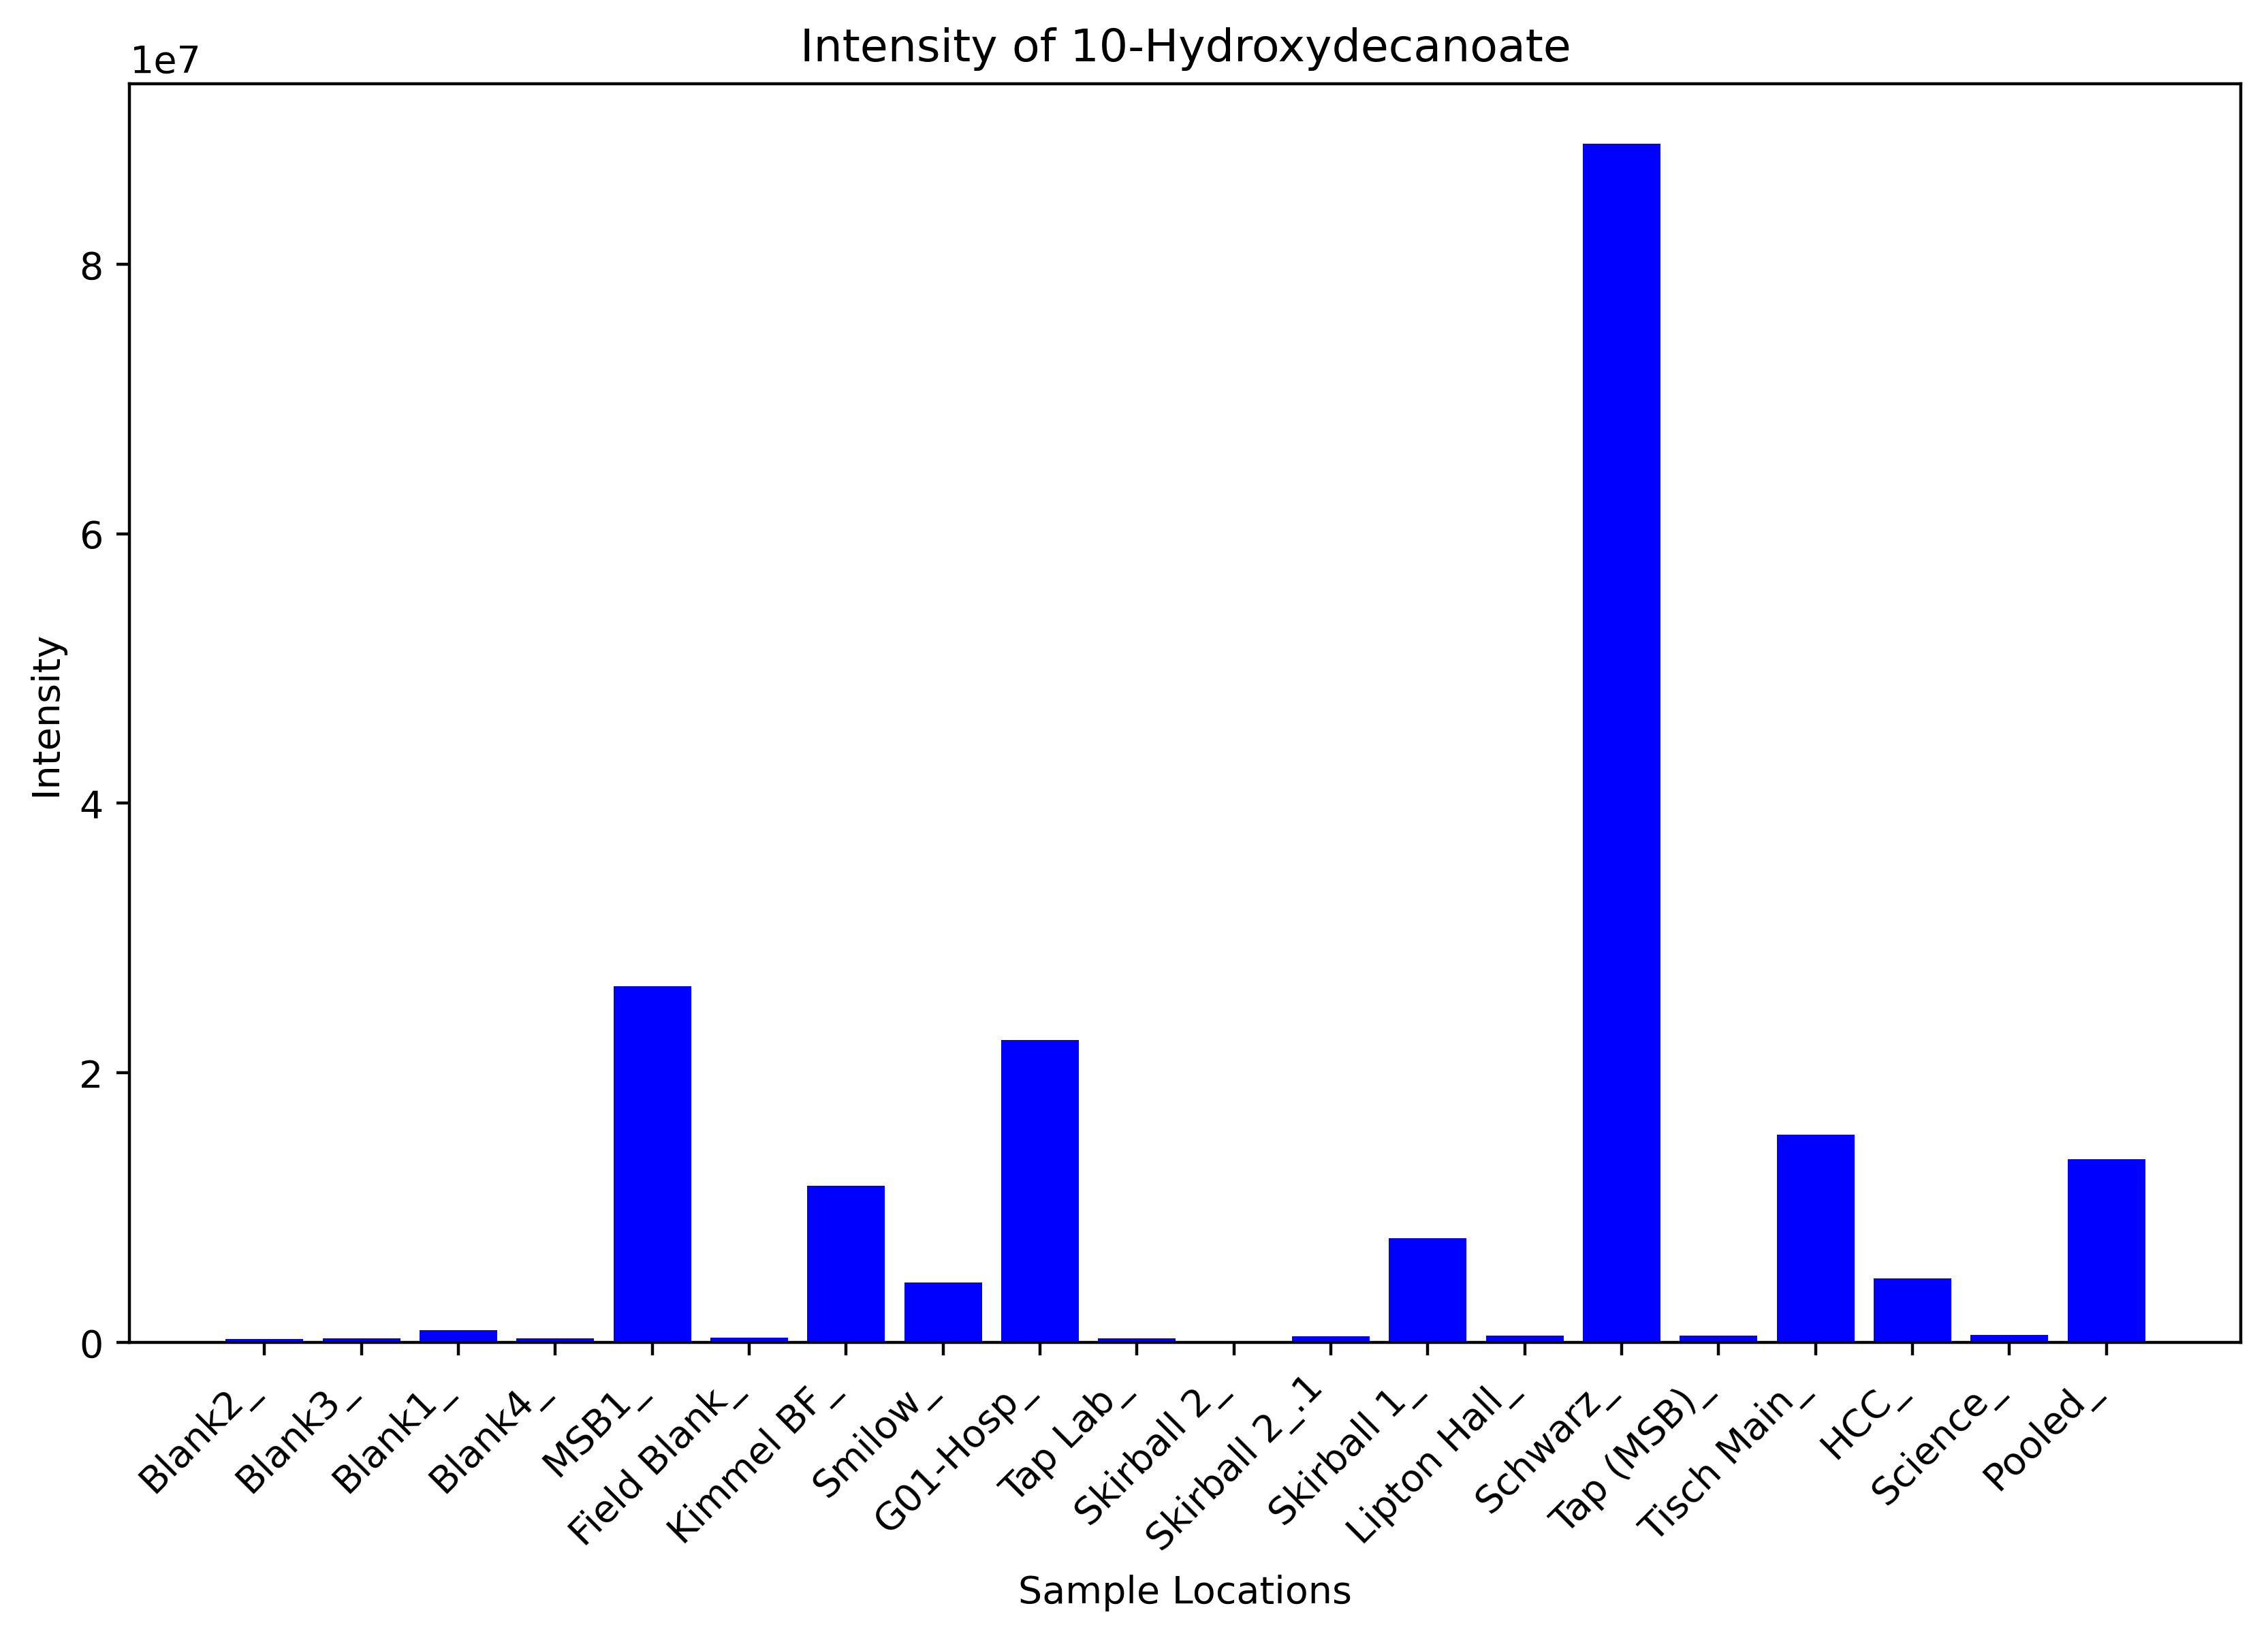 Intensity of 10-Hydroxydecanoate
1e7
8
6
4
2
0
Intensity
Blank2_
Blank3_
Blank1_
Blank4_
MSB1_
Field Blank_
Kimmel BF_
Smilow_
G01-Hosp_
Tap Lab_
Skirball 2_
Skirball 2_.1
Skirball 1_
Lipton Hall_
Schwarz_
Tap (MSB)_
Tisch Main_
HCC_
Science_
Pooled_
Sample Locations